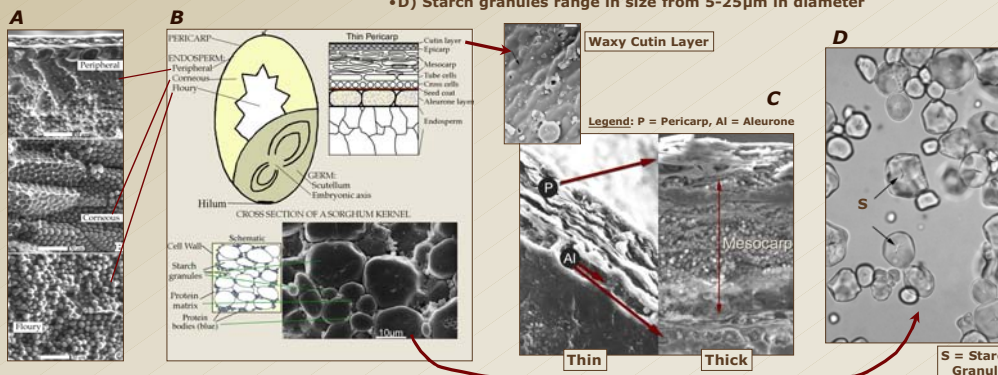 •D) Starch granules range in size from 5-25µm in diameter
A
Peripheral
Corneous
Floury
B
PERICARP
ENDOSPERM:
Peripheral
Corneous
Floury
Thin Pericarp
Cutin layer
Epicarp
Mesocarp
Tube cells
Cross cells
Seed coat
Aleurone layer
Endosperm
GERM:
Scutellum
Embryonic axis
Hilum
CROSS SECTION OF A SORGHUM KERNEL
Schematic
Cell Wall
Starch
granules
Protein
matrix
Protein
bodies (blue)
10µm
Waxy Cutin Layer
C
Legend: P = Pericarp, Al = Aleurone
P
Al
Mesocarp
Thin
Thick
D
S
S = Star
Granul